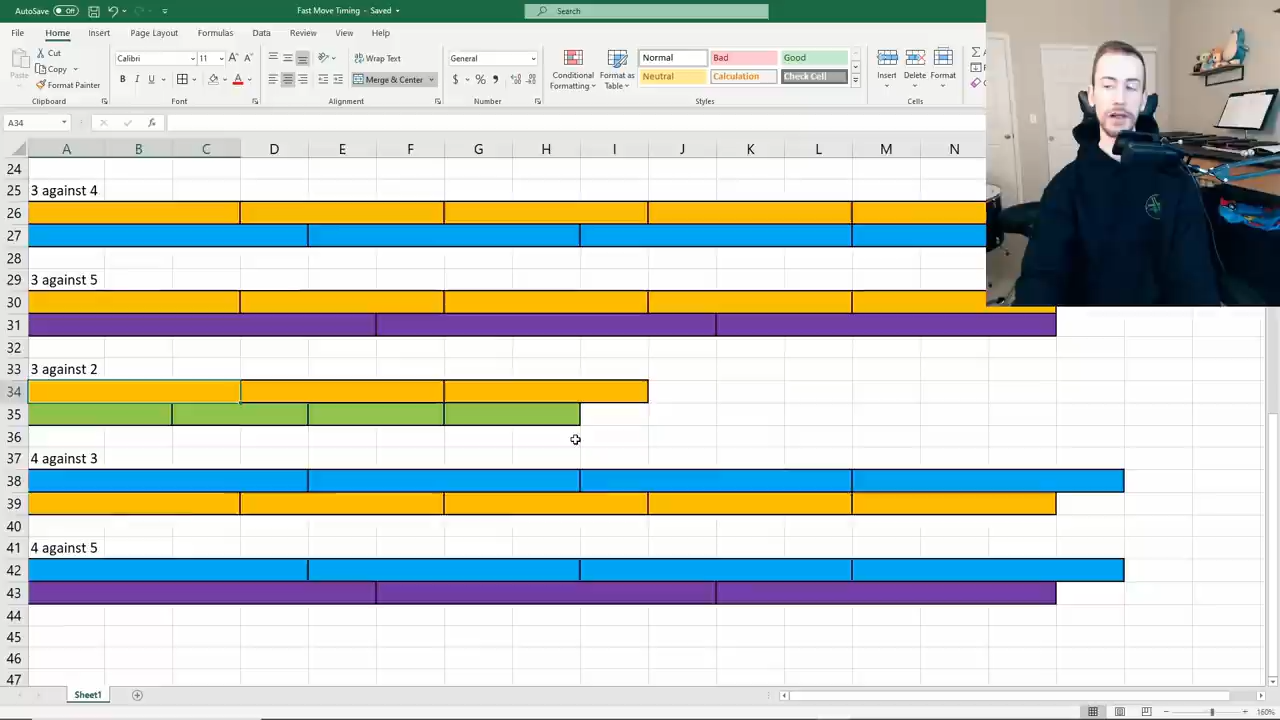 AutoSave Off Fast Move Timing - Saved Search
File Home Insert Page Layout Formulas Data Review View Help
Paste Cut Copy Format Painter
Calibri 11
B I U A
Wrap Text
Merge & Center
General
$ % ,
Conditional Formatting Format as Table
Normal Bad Good
Neutral Calculation Check Cell
Insert Delete Format
Clipboard Font Alignment Number Styles Cells
A34 fx
A B C D E F G H I J K L M N
24
25 3 against 4
26
27
28
29 3 against 5
30
31
32
33 3 against 2
34
35
36
37 4 against 3
38
39
40
41 4 against 5
42
43
44
45
46
47
Sheet1
160%